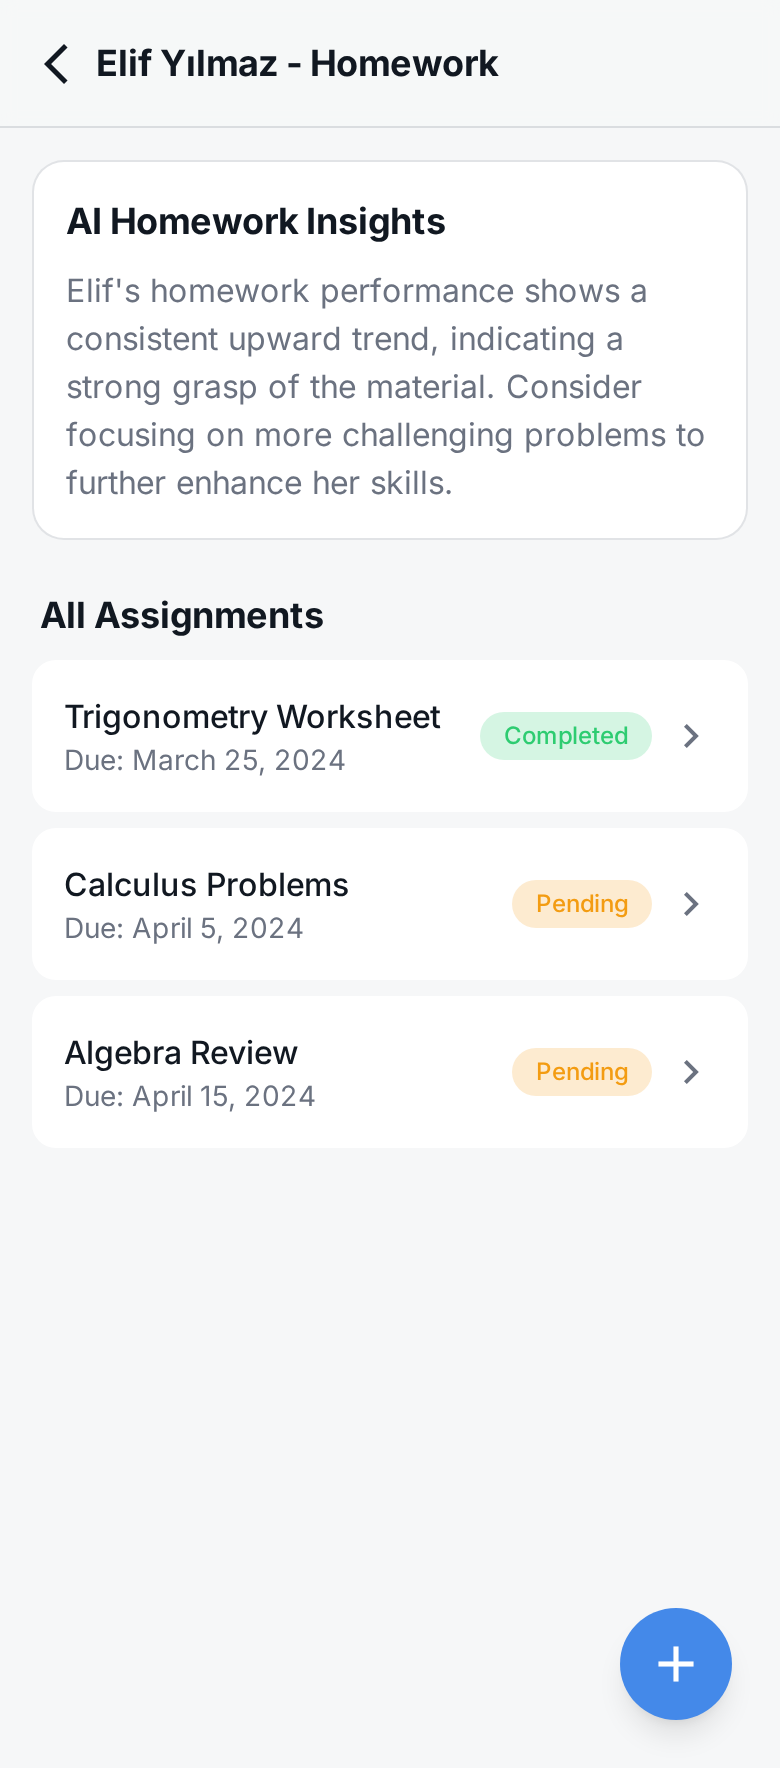 Elif Yılmaz - Homework
AI Homework Insights
Elif's homework performance shows a
consistent upward trend, indicating a
strong grasp of the material. Consider
focusing on more challenging problems to
further enhance her skills.
All Assignments
Trigonometry Worksheet
Due: March 25, 2024
Completed
Calculus Problems
Due: April 5, 2024
Pending
Algebra Review
Due: April 15, 2024
Pending